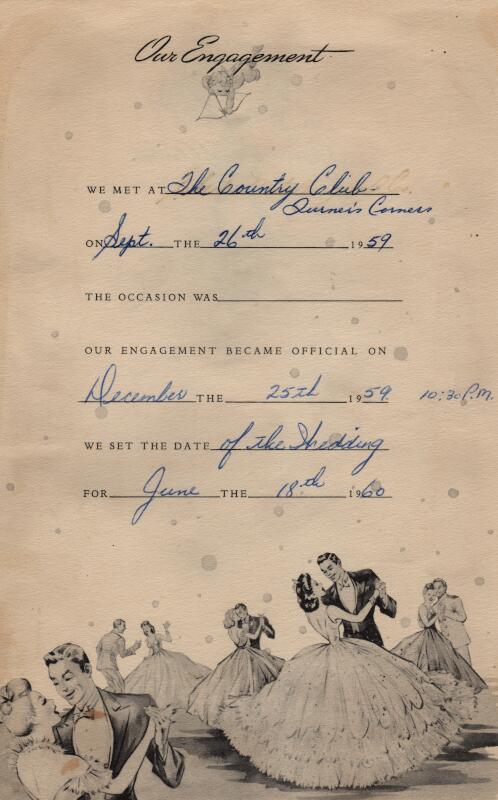 Our Engagement
WE MET AT The Country Club -
Turner's Corners
ON Sept. THE 26th 1959
THE OCCASION WAS
OUR ENGAGEMENT BECAME OFFICIAL ON
December THE 25th 1959 10:30 P.M.
WE SET THE DATE of the Wedding
FOR June THE 18th 1960